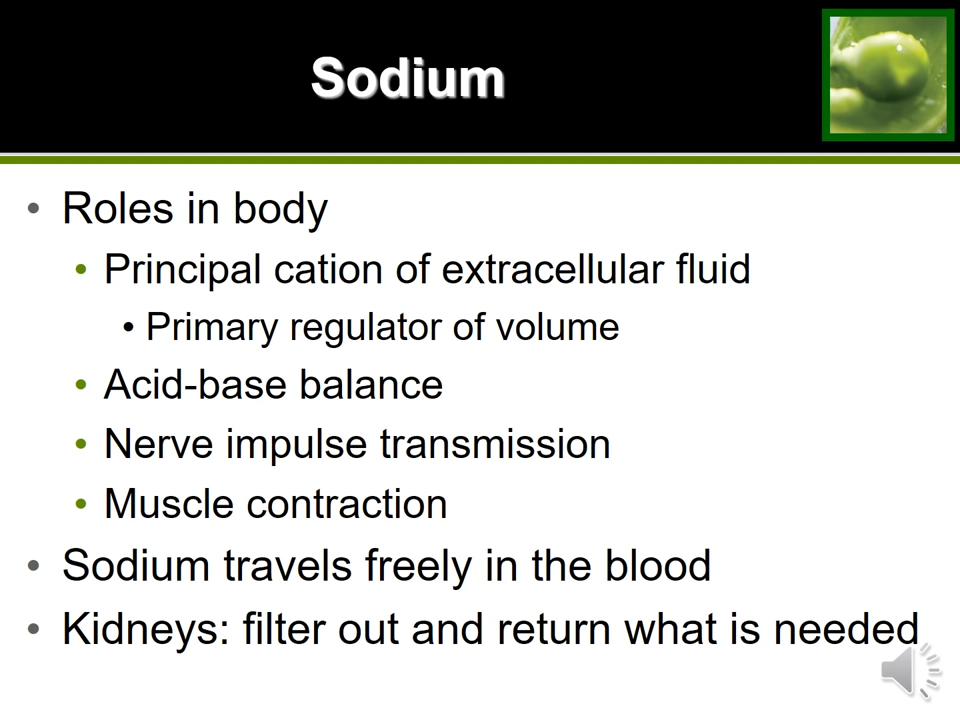 Sodium
• Roles in body
• Principal cation of extracellular fluid
• Primary regulator of volume
• Acid-base balance
• Nerve impulse transmission
• Muscle contraction
• Sodium travels freely in the blood
• Kidneys: filter out and return what is needed